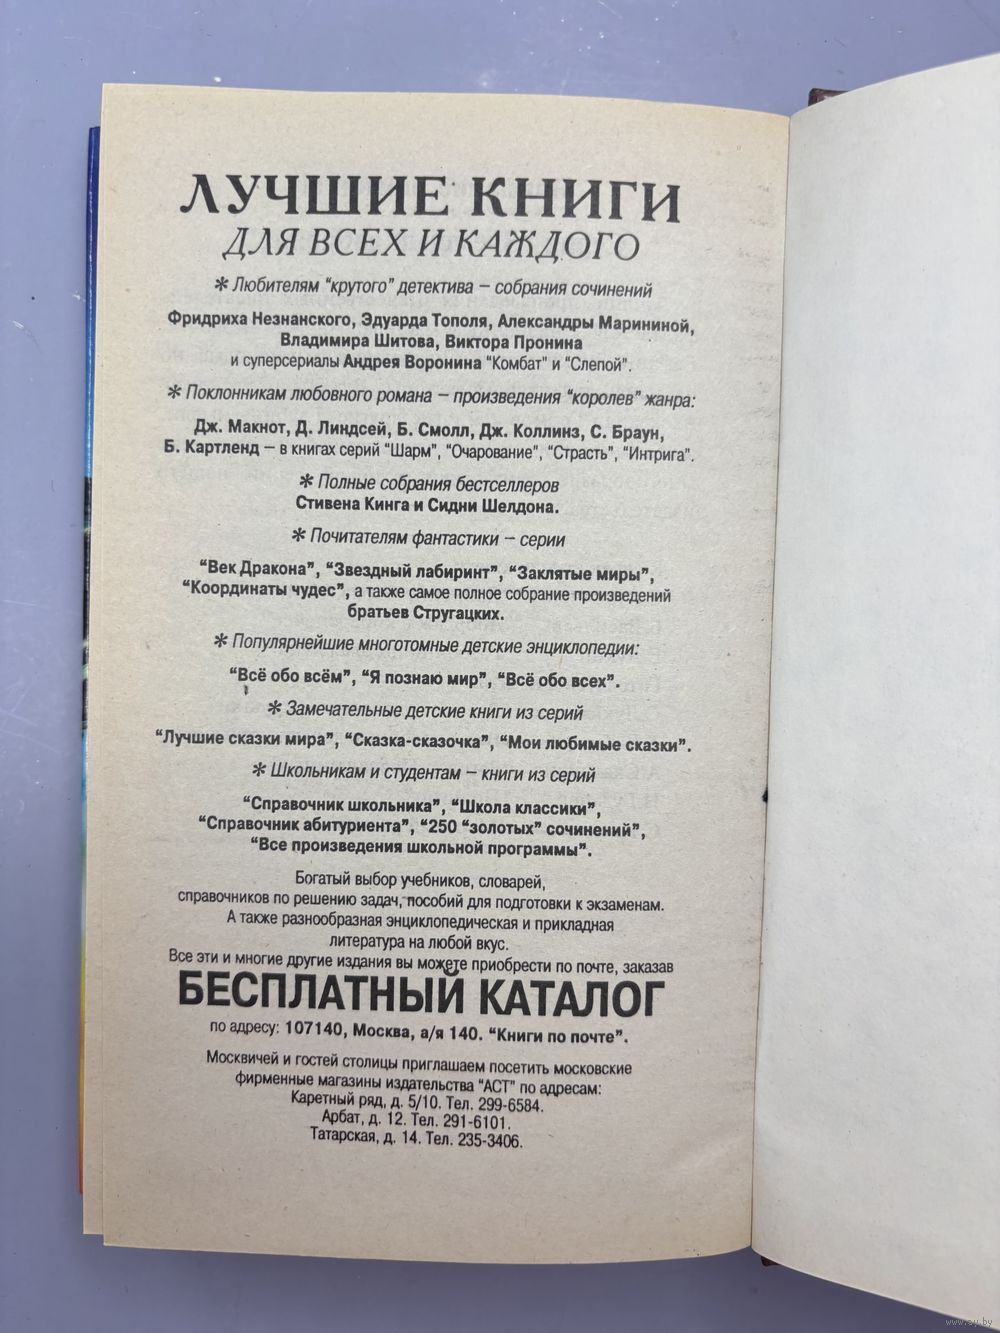 ЛУЧШИЕ КНИГИ
ДЛЯ ВСЕХ И КАЖДОГО
* Любителям “крутого” детектива – собрания сочинений
Фридриха Незнанского, Эдуарда Тополя, Александры Марининой,
Владимира Шитова, Виктора Пронина
и суперсериалы Андрея Воронина “Комбат” и “Слепой”.
* Поклонникам любовного романа – произведения “королев” жанра:
Дж. Макнот, Д. Линдсей, Б. Смолл, Дж. Коллинз, С. Браун,
Б. Картленд – в книгах серий “Шарм”, “Очарование”, “Страсть”, “Интрига”.
* Полные собрания бестселлеров
Стивена Кинга и Сидни Шелдона.
* Почитателям фантастики – серии
“Век Дракона”, “Звездный лабиринт”, “Заклятые миры”,
“Координаты чудес”, а также самое полное собрание произведений
братьев Стругацких.
* Популярнейшие многотомные детские энциклопедии:
“Всё обо всём”, “Я познаю мир”, “Всё обо всех”.
* Замечательные детские книги из серий
“Лучшие сказки мира”, “Сказка-сказочка”, “Мои любимые сказки”.
* Школьникам и студентам – книги из серий
“Справочник школьника”, “Школа классики”,
“Справочник абитуриента”, “250 “золотых” сочинений”,
“Все произведения школьной программы”.
Богатый выбор учебников, словарей,
справочников по решению задач, пособий для подготовки к экзаменам.
А также разнообразная энциклопедическая и прикладная
литература на любой вкус.
Все эти и многие другие издания вы можете приобрести по почте, заказав
БЕСПЛАТНЫЙ КАТАЛОГ
по адресу: 107140, Москва, а/я 140. “Книги по почте”.
Москвичей и гостей столицы приглашаем посетить московские
фирменные магазины издательства “АСТ” по адресам:
Каретный ряд, д. 5/10. Тел. 299-6584.
Арбат, д. 12. Тел. 291-6101.
Татарская, д. 14. Тел. 235-3406.
www.ay.by